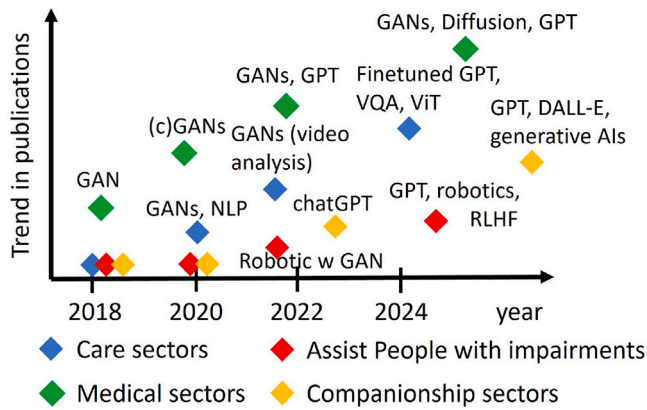 GANs, Diffusion, GPT
GANs, GPT
Finetuned GPT,
VQA, ViT
GPT, DALL-E,
generative AIs
(c)GANs
GANs (video
analysis)
GAN
GANs, NLP
chatGPT
GPT, robotics,
RLHF
Robotic w GAN
Trend in publications
2018
2020
2022
2024
year
Care sectors
Assist People with impairments
Medical sectors
Companionship sectors